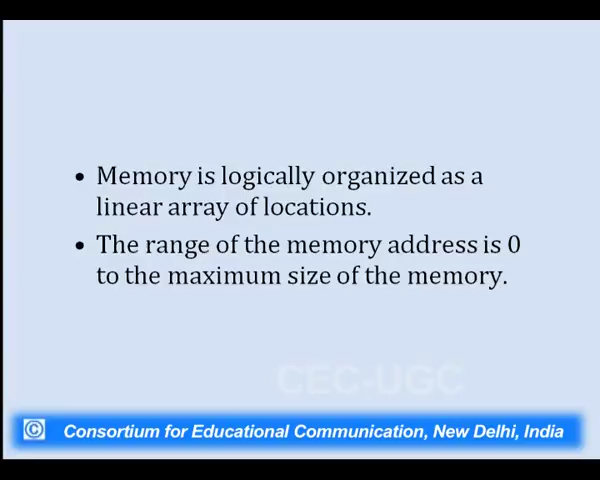 • Memory is logically organized as a
linear array of locations.
• The range of the memory address is 0
to the maximum size of the memory.
CEC-UGC
© Consortium for Educational Communication, New Delhi, India